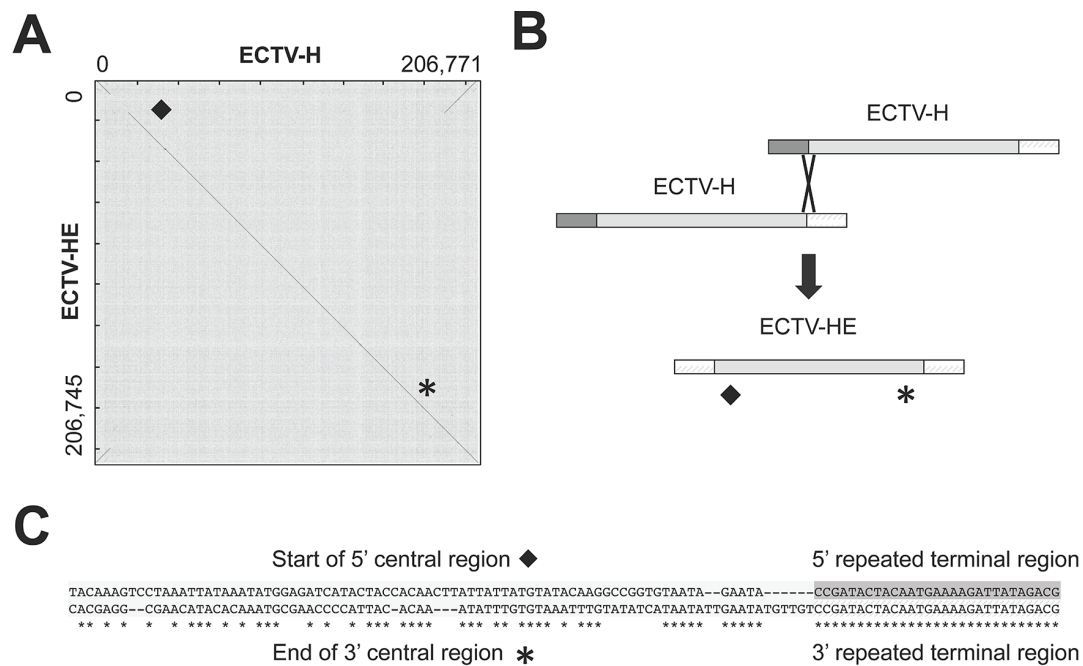 A
ECTV-H
0
206,771
0
ECTV-HE
206,745
B
ECTV-H
ECTV-H
ECTV-HE
C
Start of 5’ central region ◆
5’ repeated terminal region
TACAAAGTCCTAAATTATAAATATGGAGATCATACTACCACAACTTATTATTATGTATACAAGGCCGGTGTAATA--GAATA------CCGATACTACAATGAAAAGATTATAGACG
CACGAGG--CGAACATACACAAATGCGAACCCCATTAC-ACAA---ATATTTGTGTAAATTTGTATATCATAATATTGAATATGTTGTCCGATACTACAATGAAAAGATTATAGACG
End of 3’ central region *
3’ repeated terminal region